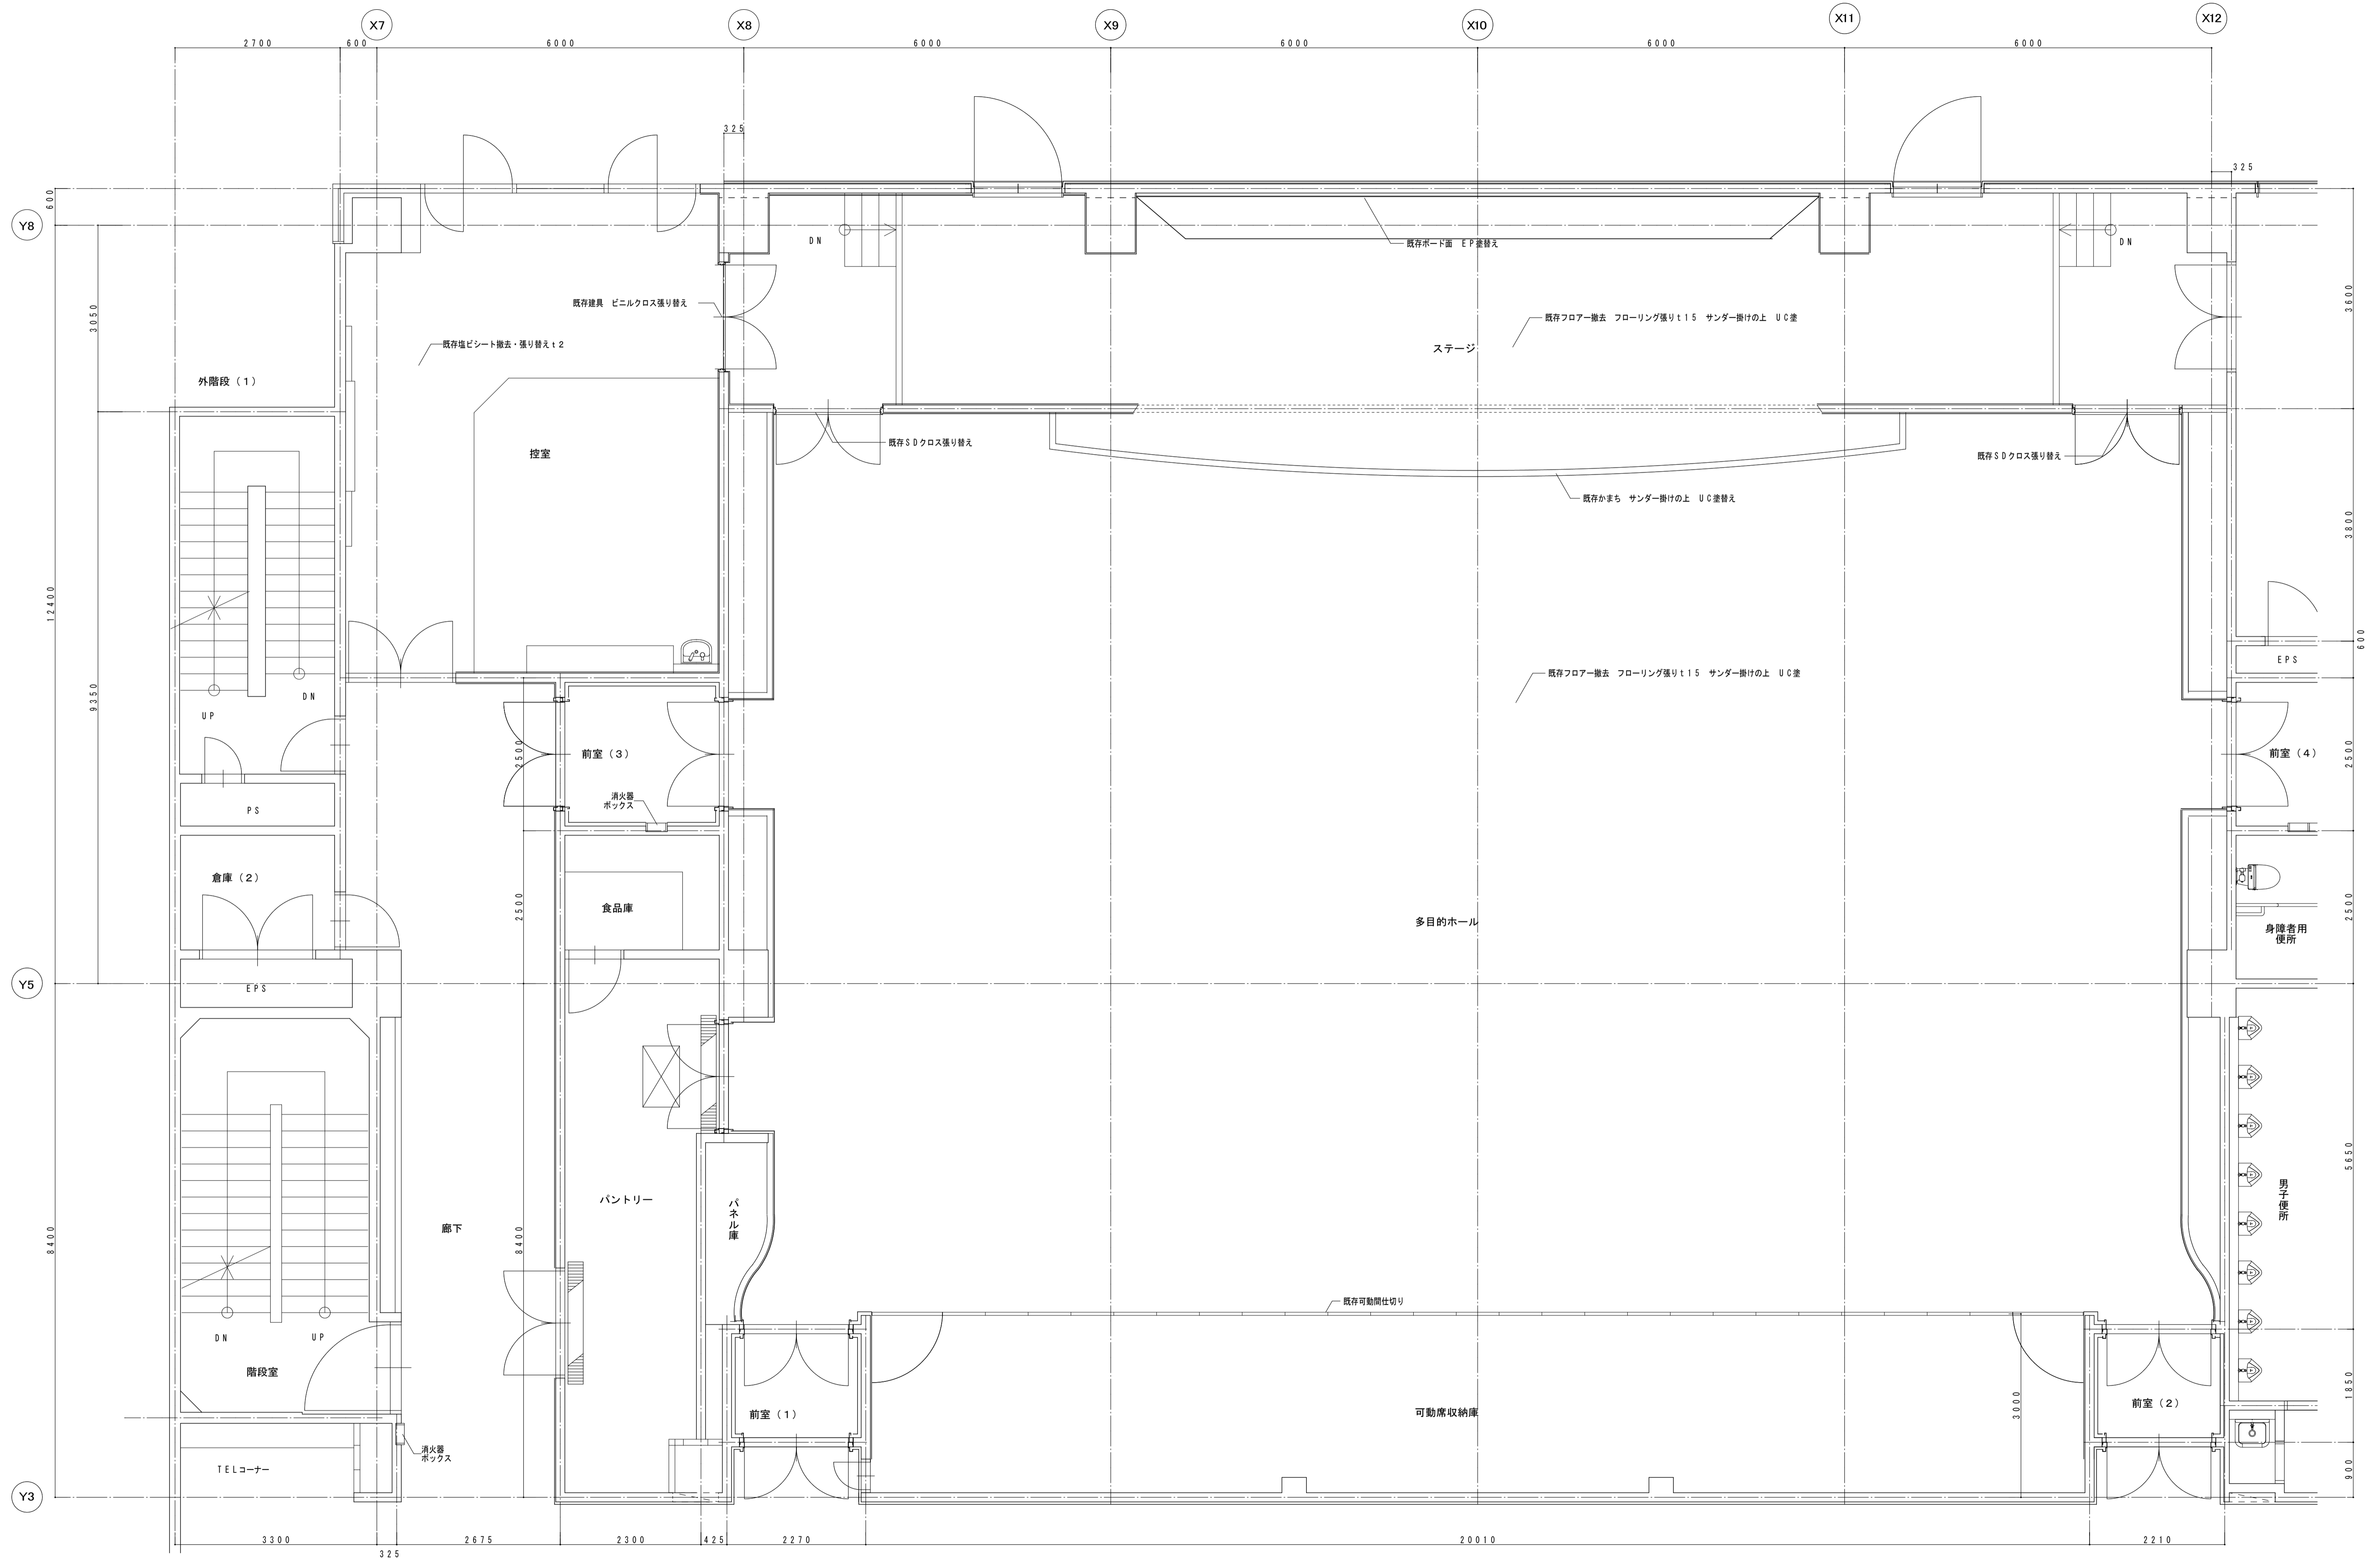 X7
X8
X9
X10
X11
X12
2700
600
6000
6000
6000
6000
6000
325
325
600
Y8
DN
既存ボード面　ＥＰ塗替え
DN
3050
既存建具　ビニルクロス張り替え
既存フロアー撤去　フローリング張りｔ１５　サンダー掛けの上　ＵＣ塗
3600
既存塩ビシート撤去・張り替えｔ２
ステージ
外階段（１）
既存ＳＤクロス張り替え
控室
既存ＳＤクロス張り替え
既存かまち　サンダー掛けの上　ＵＣ塗替え
3800
12400
600
EPS
既存フロアー撤去　フローリング張りｔ１５　サンダー掛けの上　ＵＣ塗
9350
DN
UP
2500
前室（３）
前室（４）
2500
消火器
ボックス
PS
倉庫（２）
2500
食品庫
多目的ホール
2500
身障者用
便所
Y5
EPS
パントリー
パネル庫
男子便所
5650
廊下
8400
8400
既存可動間仕切り
DN
UP
階段室
前室（１）
可動席収納庫
3000
前室（２）
1850
消火器
ボックス
ＴＥＬコーナー
900
Y3
3300
325
2675
2300
425
2270
20010
2210